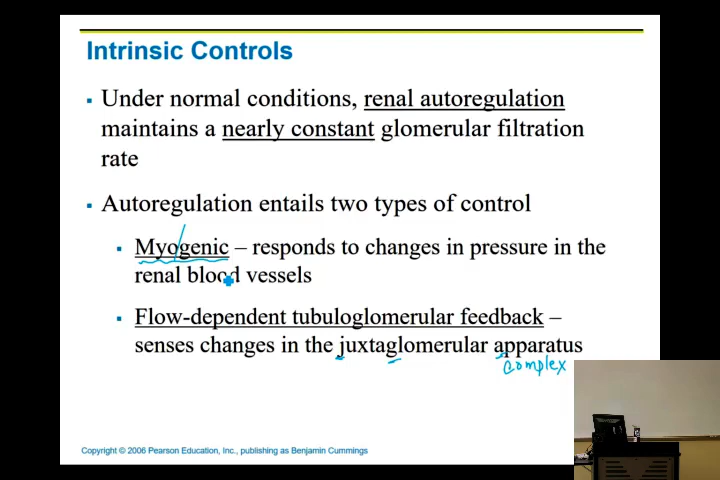 Intrinsic Controls
▪ Under normal conditions, renal autoregulation
maintains a nearly constant glomerular filtration
rate
▪ Autoregulation entails two types of control
▪ Myogenic – responds to changes in pressure in the
renal blood vessels
▪ Flow-dependent tubuloglomerular feedback –
senses changes in the juxtaglomerular apparatus
complex
Copyright © 2006 Pearson Education, Inc., publishing as Benjamin Cummings